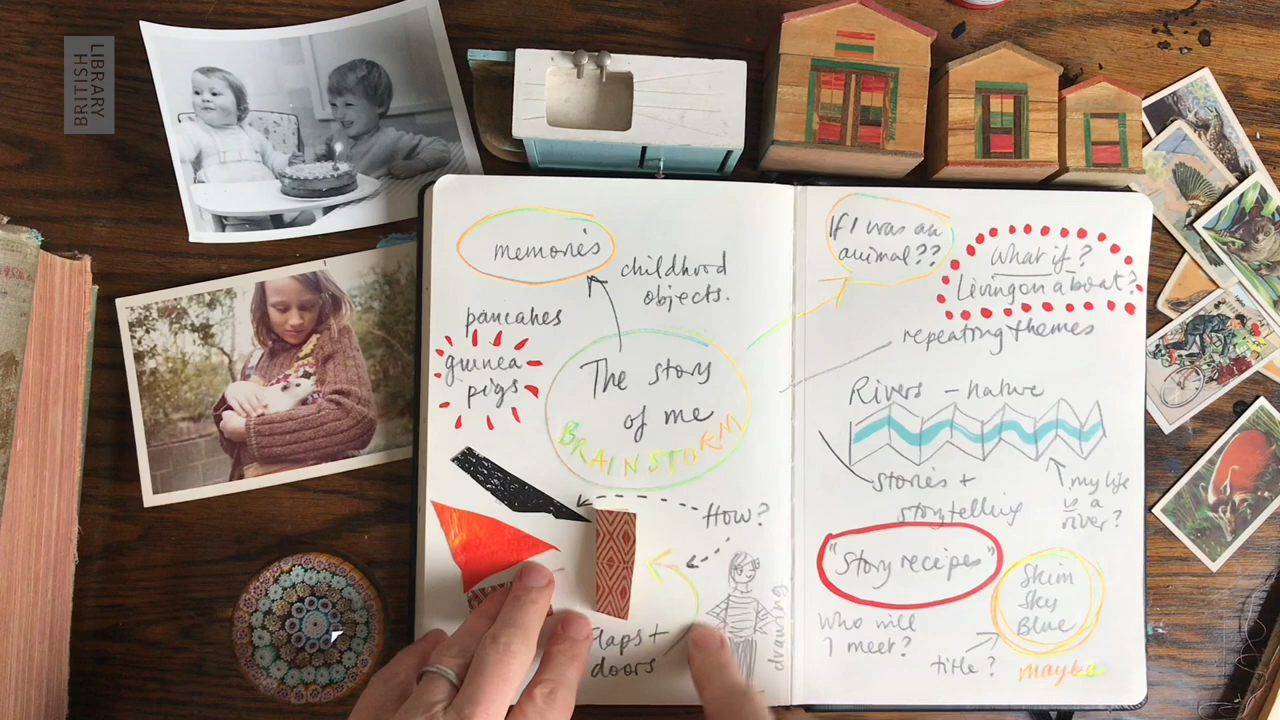 BRITISH
LIBRARY
memories
childhood
objects.
pancakes
guinea
pigs
The story
of me
BRAINSTORM
How?
Flaps +
doors
drawing
If I was an
animal??
What if?
Living on a boat?
repeating themes
Rivers - nature
stories +
storytelling
my life
is a
river?
"Story recipes"
Who will
I meet?
Skim
Sky
Blue
title?
maybe